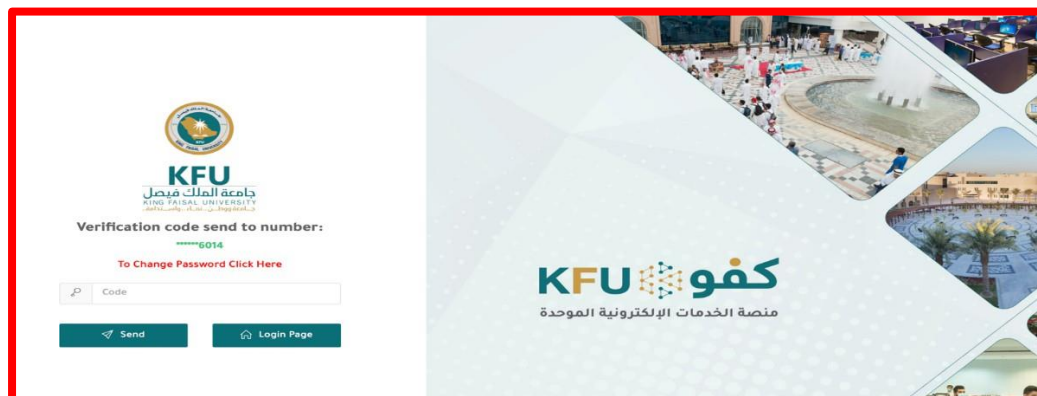 KFU
جامعة الملك فيصل
KING FAISAL UNIVERSITY
Verification code send to number:
******6014
To Change Password Click Here
Code
Send
Login Page
KFU كفو
منصة الخدمات الإلكترونية الموحدة